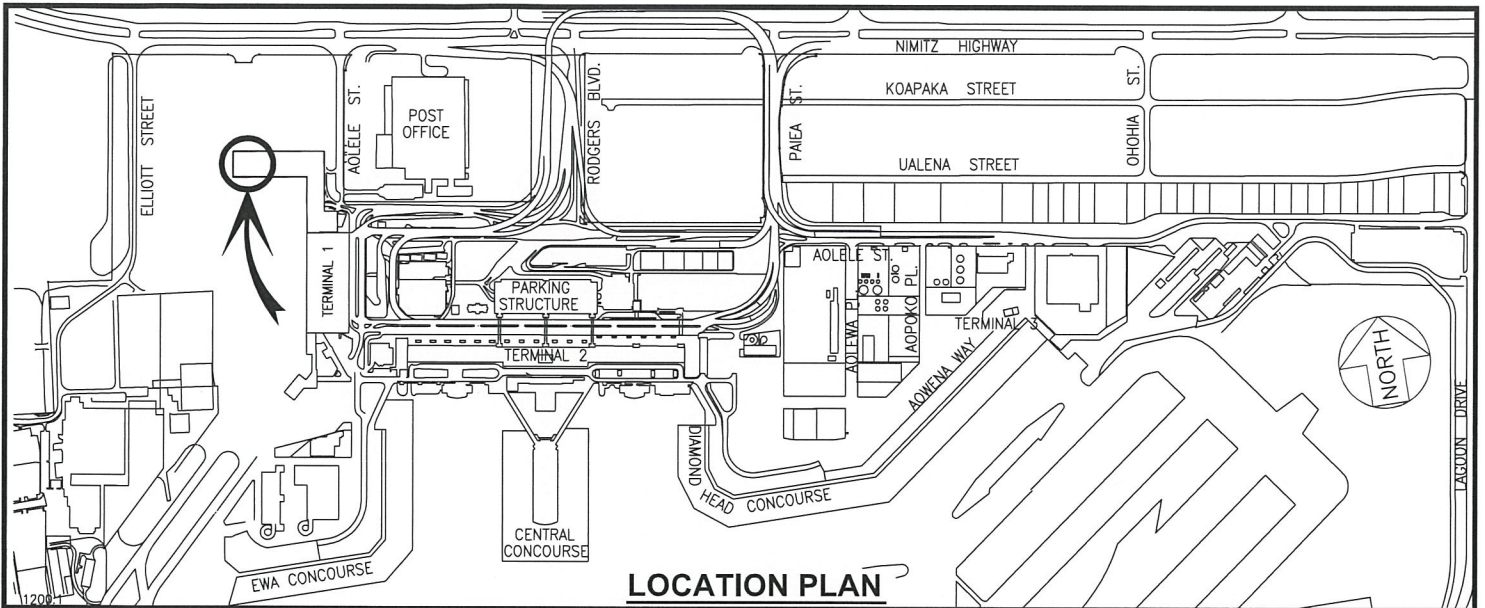 NIMITZ HIGHWAY
KOAPAKA STREET
UALENA STREET
ELLIOTT STREET
AOLELE ST.
POST
OFFICE
RODGERS BLVD.
PAIEA ST.
OHOHIA ST.
TERMINAL 1
PARKING
STRUCTURE
TERMINAL 2
AOLELE ST.
AOLEWA PL.
AOPOKO PL.
TERMINAL 3
AOWENA WAY
NORTH
LAGOON DRIVE
DIAMOND
HEAD CONCOURSE
CENTRAL
CONCOURSE
EWA CONCOURSE
1200:1
LOCATION PLAN